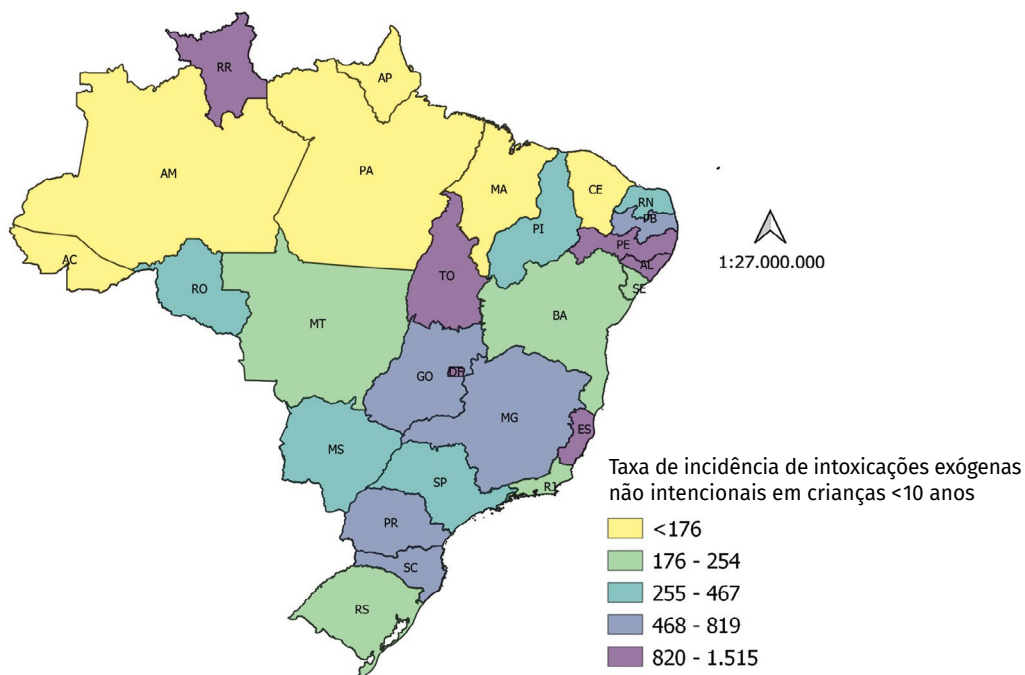 RR
AP
AM
PA
MA
CE
RN
PB
PI
PE
AL
AC
SE
TO
RO
BA
MT
GO
DF
MG
ES
MS
SP
RJ
PR
SC
RS
1:27.000.000
Taxa de incidência de intoxicações exógenas
não intencionais em crianças <10 anos
<176
176 - 254
255 - 467
468 - 819
820 - 1.515